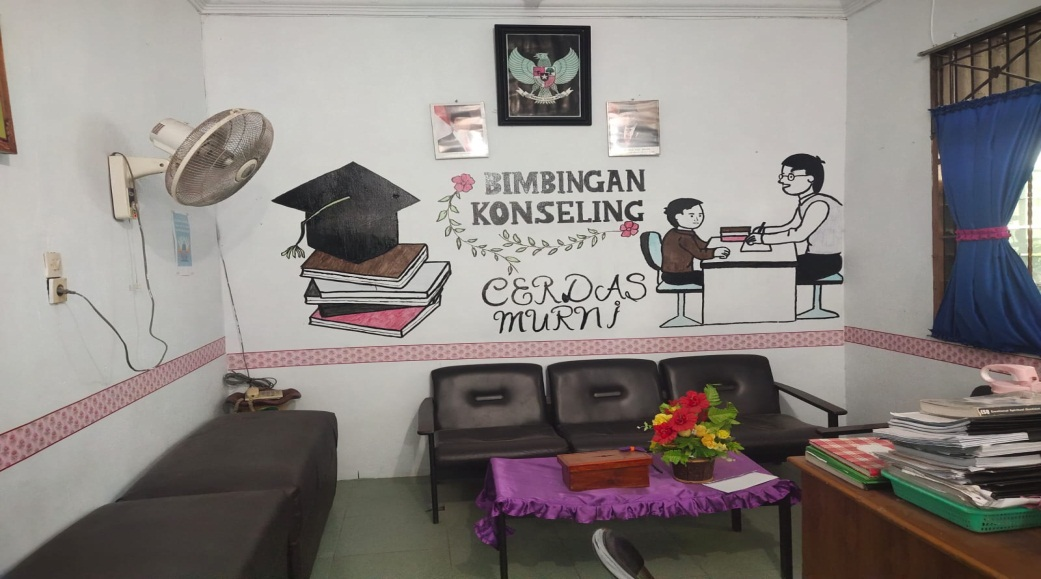 BIMBINGAN
KONSELING
CERDAS
MURNI